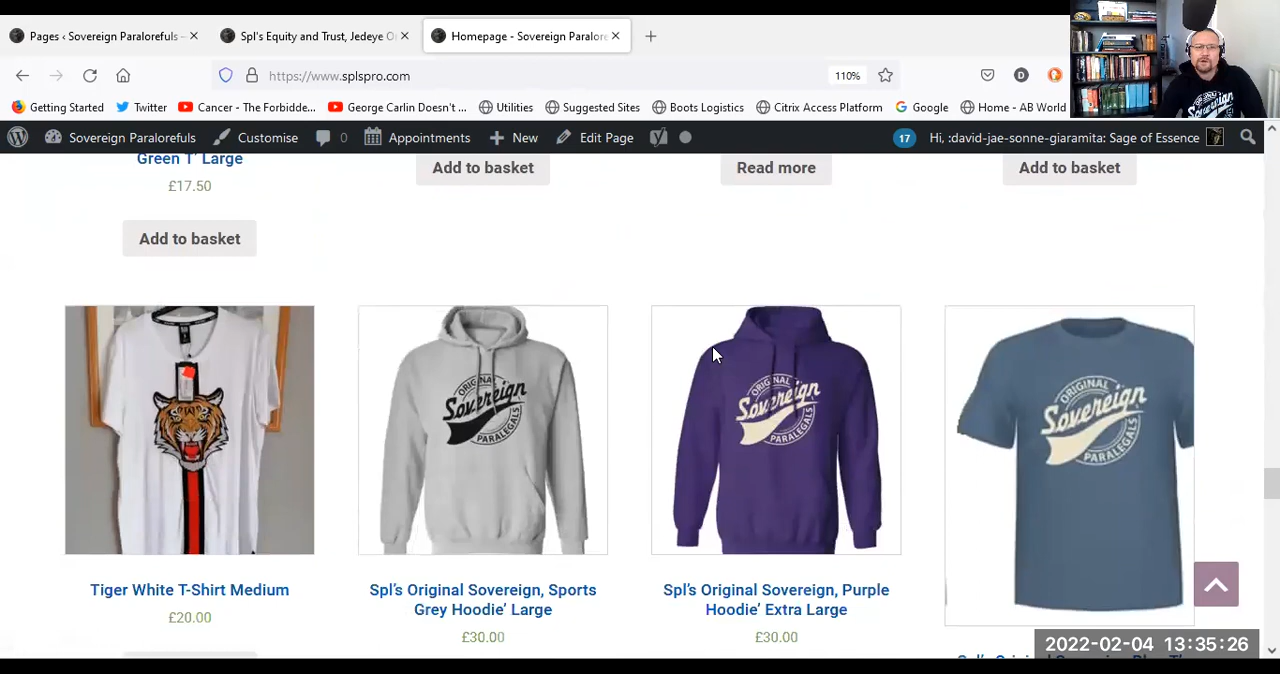 Pages ‹ Sovereign Paralorefuls –
Spl's Equity and Trust, Jede'e O
Homepage - Sovereign Paralore
https://www.splspro.com
110%
D
Getting Started
Twitter
Cancer - The Forbidde...
George Carlin Doesn't ...
Utilities
Suggested Sites
Boots Logistics
Citrix Access Platform
Google
Home - AB World
Sovereign Paralorefuls
Customise
0
Appointments
New
Edit Page
17
Hi, :david-jae-sonne-giaramita: Sage of Essence
Green T' Large
£17.50
Add to basket
Add to basket
Read more
Add to basket
ORIGINAL
Sovereign
PARALEGALS
ORIGINAL
Sovereign
PARALEGALS
ORIGINAL
Sovereign
PARALEGALS
Sovereign
Tiger White T-Shirt Medium
£20.00
Spl's Original Sovereign, Sports
Grey Hoodie' Large
£30.00
Spl's Original Sovereign, Purple
Hoodie' Extra Large
£30.00
2022-02-04 13:35:26